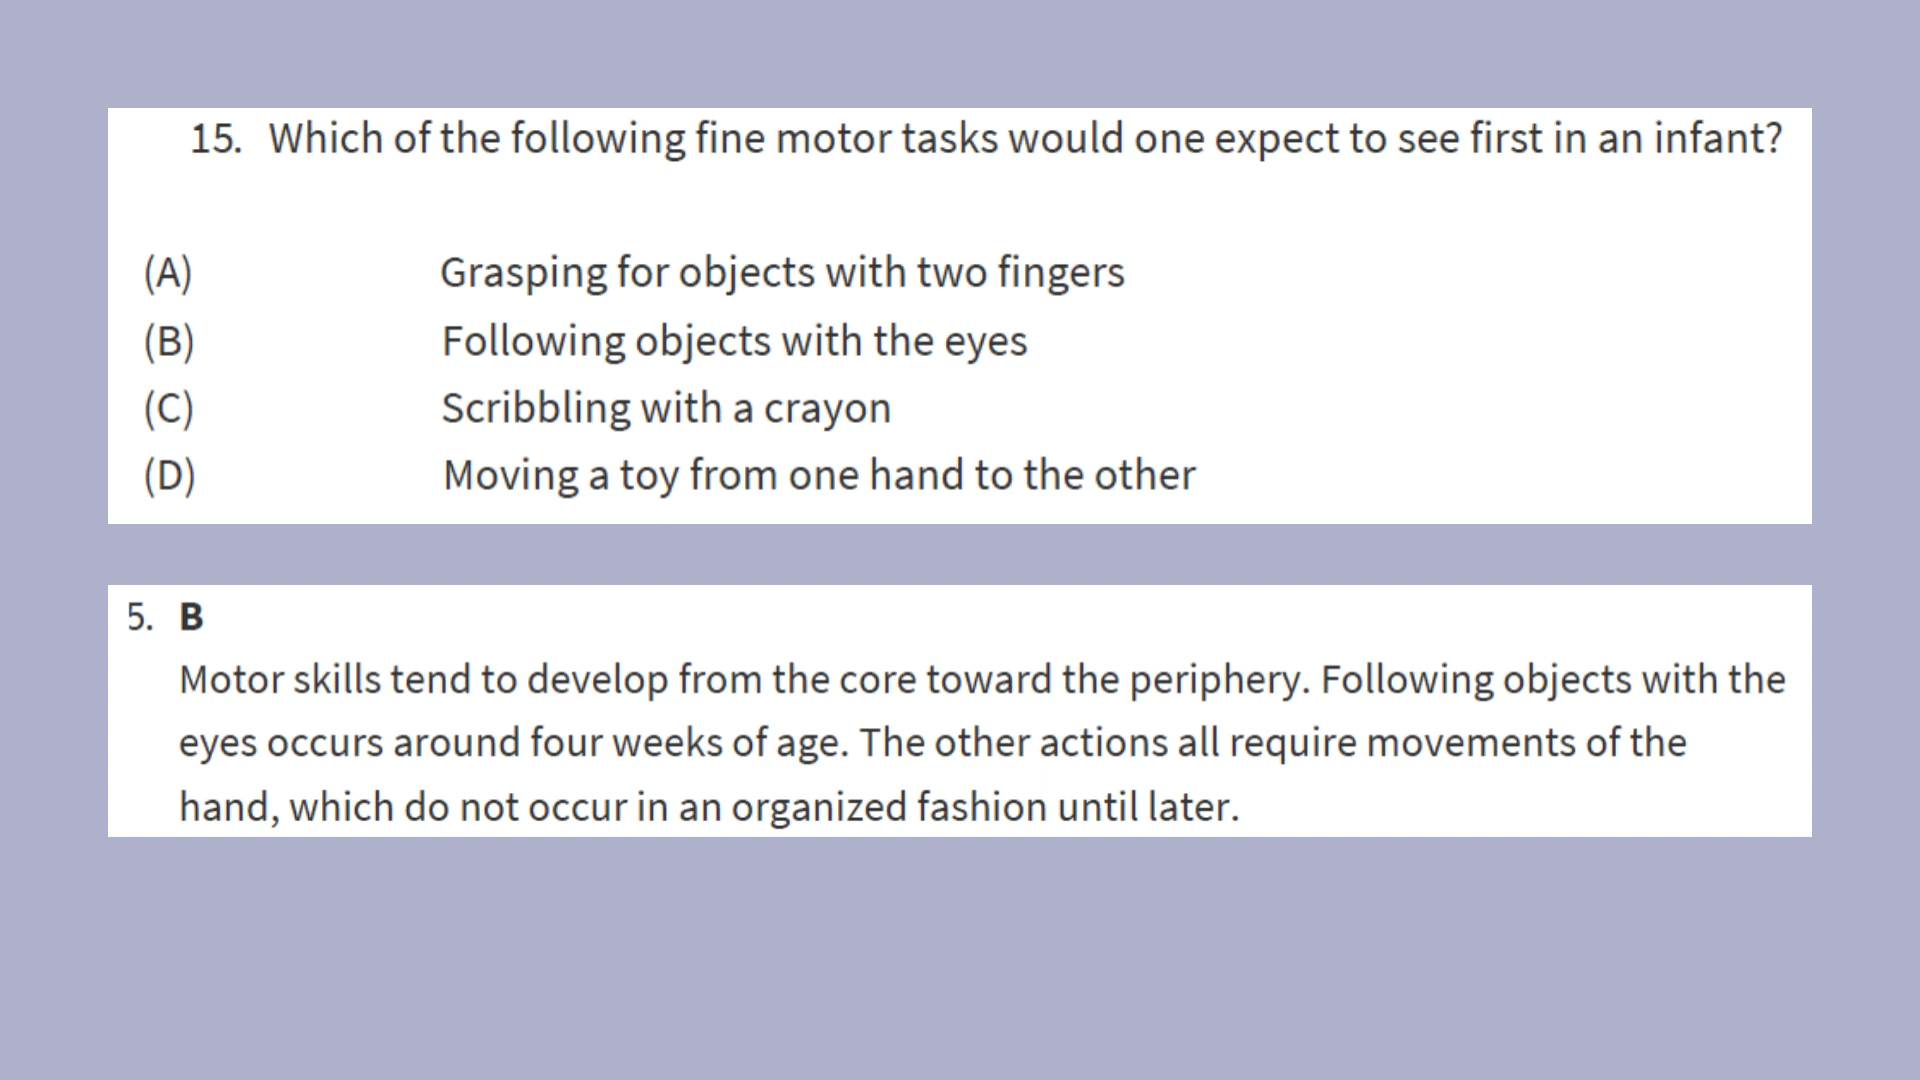 15. Which of the following fine motor tasks would one expect to see first in an infant?
(A) Grasping for objects with two fingers
(B) Following objects with the eyes
(C) Scribbling with a crayon
(D) Moving a toy from one hand to the other
5. B
Motor skills tend to develop from the core toward the periphery. Following objects with the
eyes occurs around four weeks of age. The other actions all require movements of the
hand, which do not occur in an organized fashion until later.